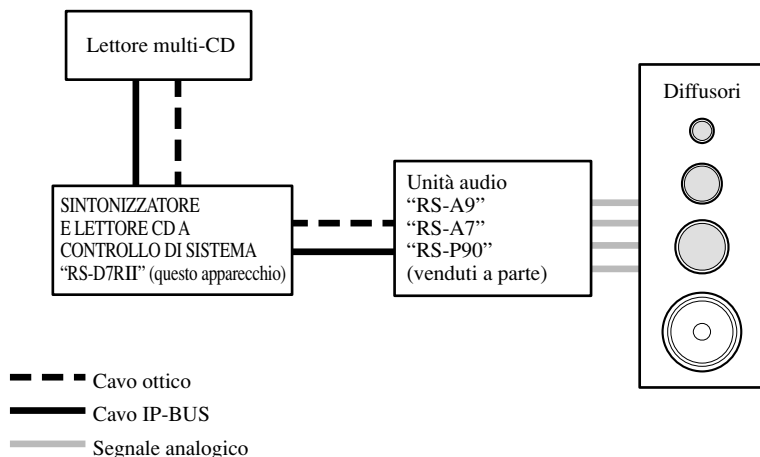 Lettore multi-CD
Diffusori
SINTONIZZATORE
E LETTORE CD A
CONTROLLO DI SISTEMA
“RS-D7RII” (questo apparecchio)
Unità audio
“RS-A9”
“RS-A7”
“RS-P90”
(venduti a parte)
Cavo ottico
Cavo IP-BUS
Segnale analogico